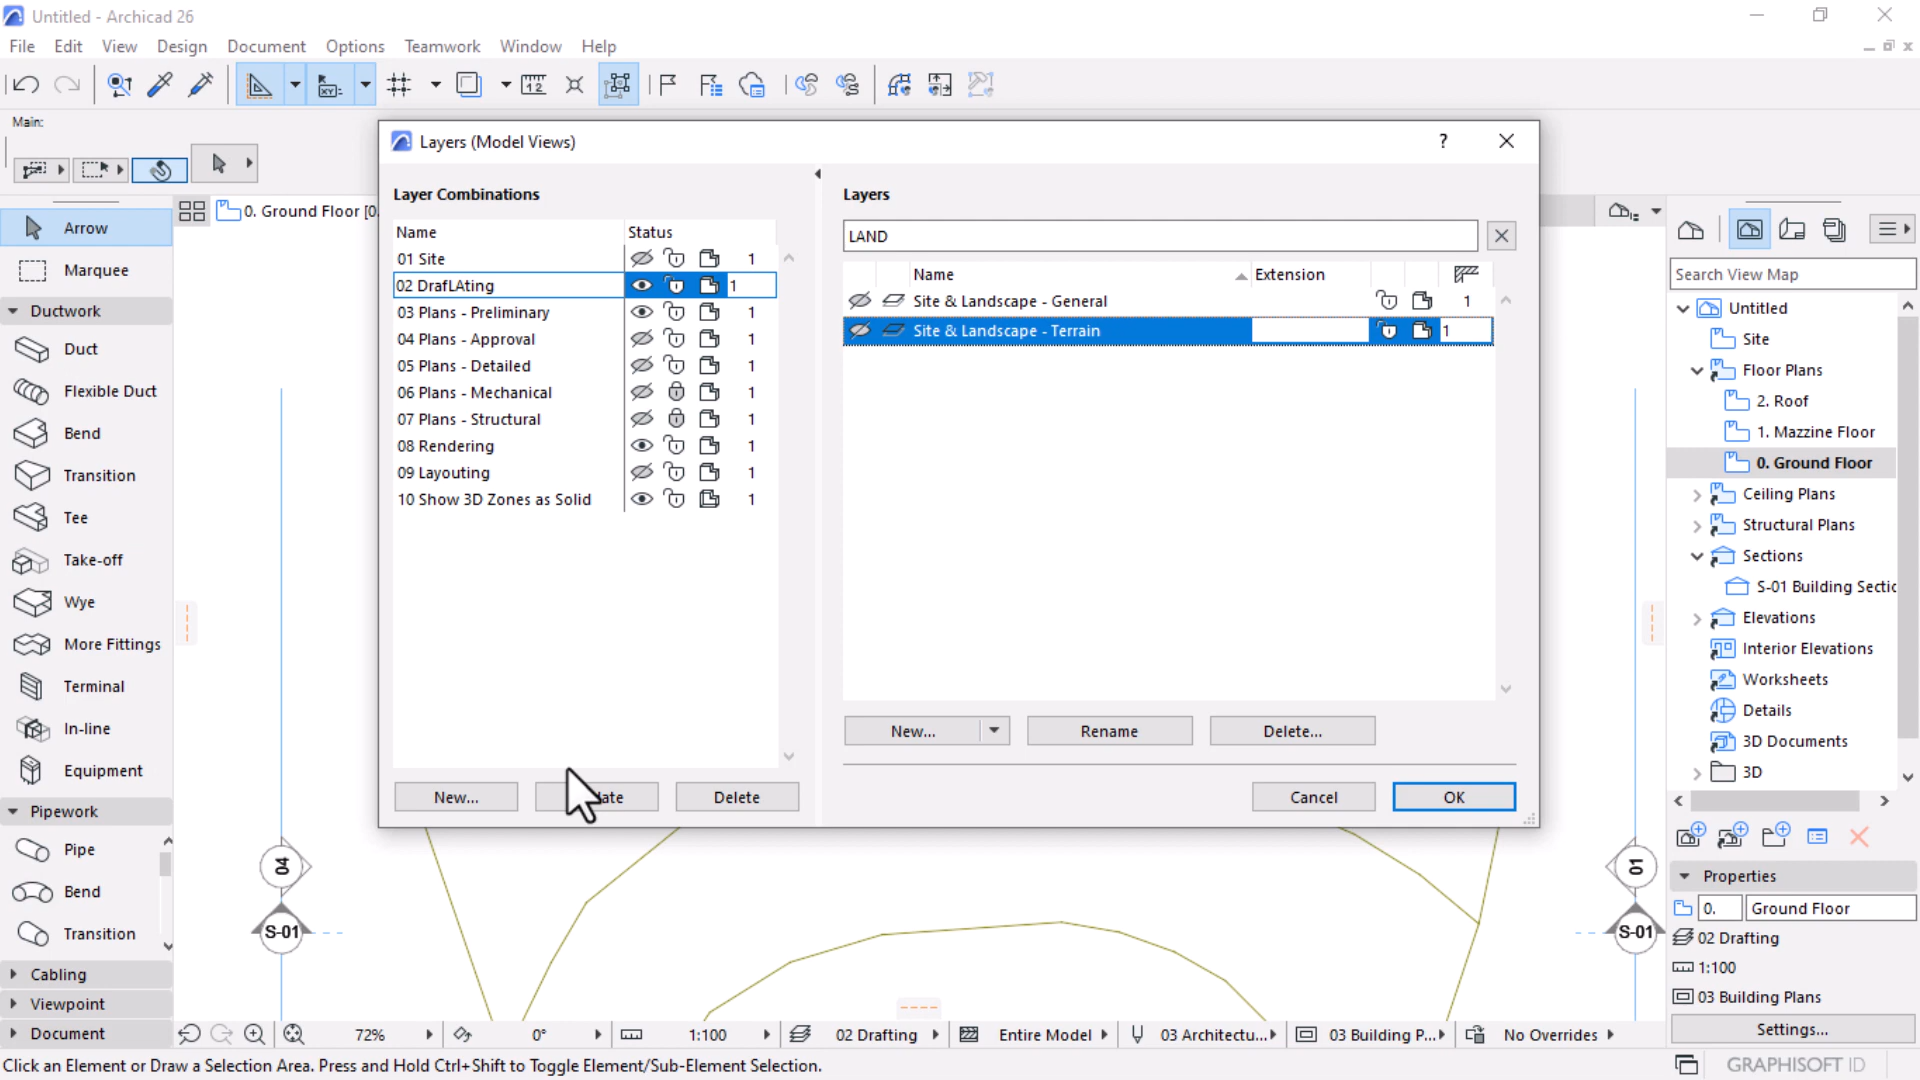 Untitled - Archicad 26
File Edit View Design Document Options Teamwork Window Help
Main:
0. Ground Floor [0.
Arrow
Marquee
Ductwork
Duct
Flexible Duct
Bend
Transition
Tee
Take-off
Wye
More Fittings
Terminal
In-line
Equipment
Pipework
Pipe
Bend
Transition
Cabling
Viewpoint
Document
Layers (Model Views)
?
Layer Combinations
Name Status
01 Site 1
02 DrafLAting 1
03 Plans - Preliminary 1
04 Plans - Approval 1
05 Plans - Detailed 1
06 Plans - Mechanical 1
07 Plans - Structural 1
08 Rendering 1
09 Layouting 1
10 Show 3D Zones as Solid 1
New... ate Delete
Layers
LAND
Name Extension
Site & Landscape - General 1
Site & Landscape - Terrain 1
New... Rename Delete...
Cancel OK
04
S-01
01
S-01
Search View Map
Untitled
Site
Floor Plans
2. Roof
1. Mazzine Floor
0. Ground Floor
Ceiling Plans
Structural Plans
Sections
S-01 Building Sectic
Elevations
Interior Elevations
Worksheets
Details
3D Documents
3D
Properties
0. Ground Floor
02 Drafting
1:100
03 Building Plans
Settings...
72% 0° 1:100 02 Drafting Entire Model 03 Architectu... 03 Building P... No Overrides
Click an Element or Draw a Selection Area. Press and Hold Ctrl+Shift to Toggle Element/Sub-Element Selection.
GRAPHISOFT ID